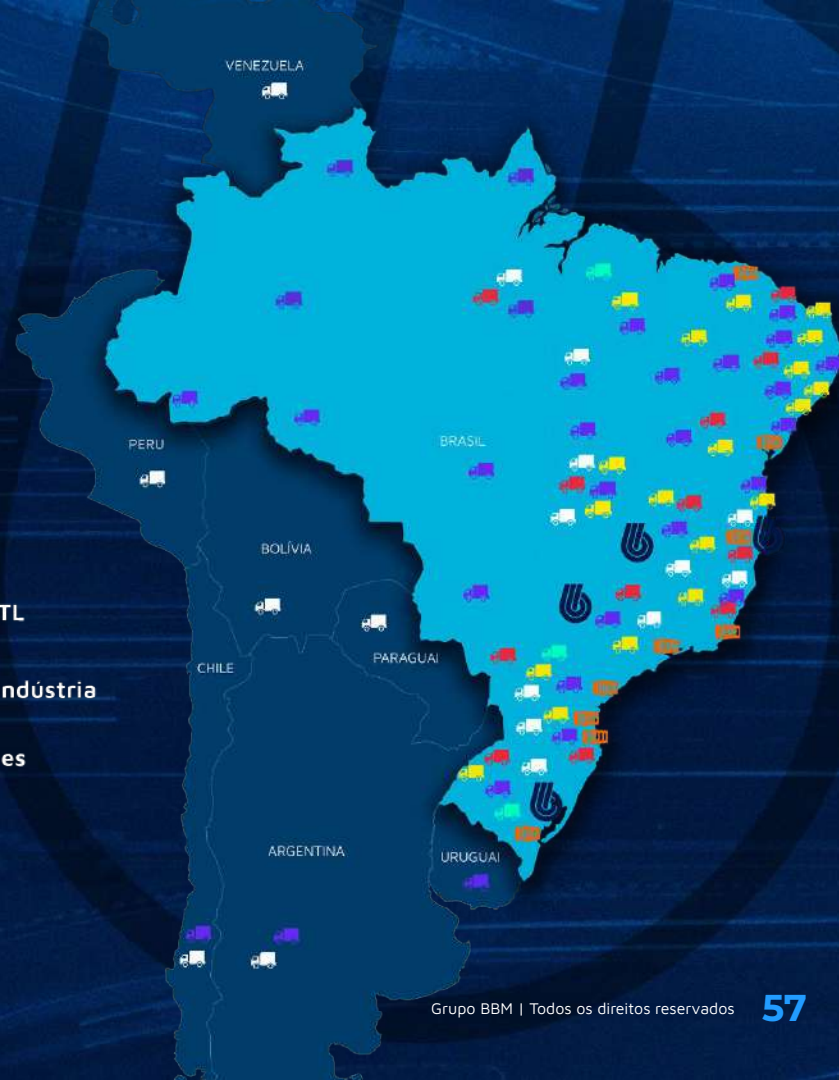 VENEZUELA
PERU
BRASIL
BOLÍVIA
TL
PARAGUAI
CHILE
ndústria
es
ARGENTINA
URUGUAI
Grupo BBM | Todos os direitos reservados 57